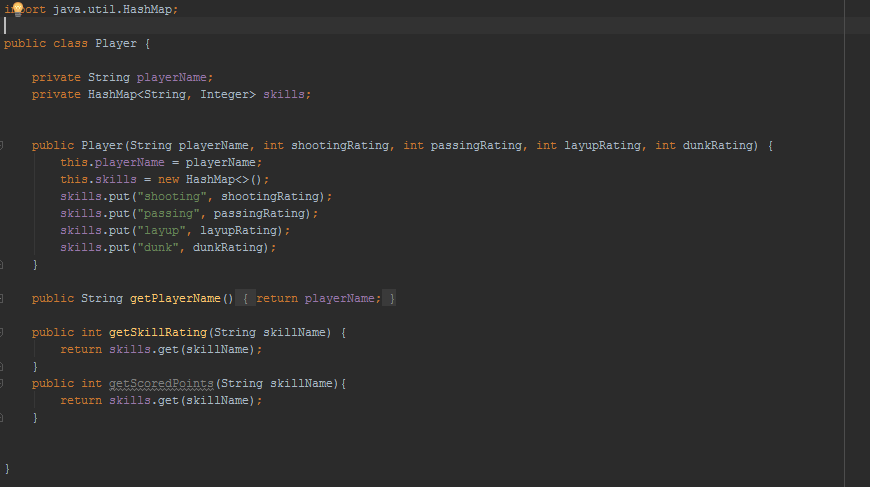 import java.util.HashMap;
public class Player {
private String playerName;
private HashMap<String, Integer> skills;
public Player(String playerName, int shootingRating, int passingRating, int layupRating, int dunkRating) {
this.playerName = playerName;
this.skills = new HashMap<>();
skills.put("shooting", shootingRating);
skills.put("passing", passingRating);
skills.put("layup", layupRating);
skills.put("dunk", dunkRating);
}
public String getPlayerName() { return playerName; }
public int getSkillRating(String skillName) {
return skills.get(skillName);
}
public int getScoredPoints(String skillName){
return skills.get(skillName);
}
}